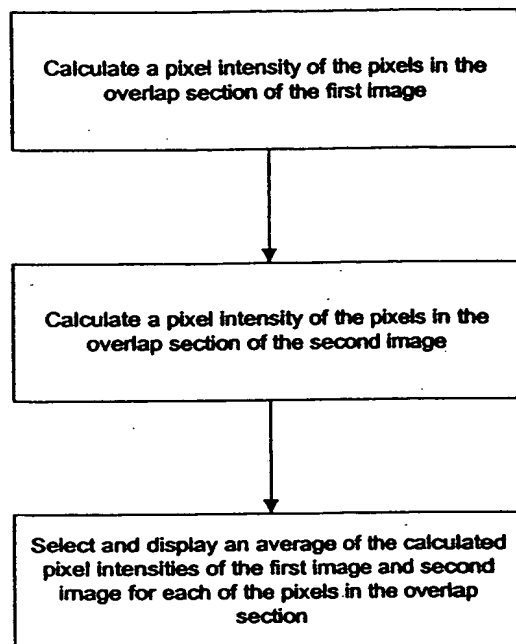 Calculate a pixel intensity of the pixels in the
overlap section of the first image
Calculate a pixel intensity of the pixels in the
overlap section of the second image
Select and display an average of the calculated
pixel intensities of the first image and second
image for each of the pixels in the overlap
section